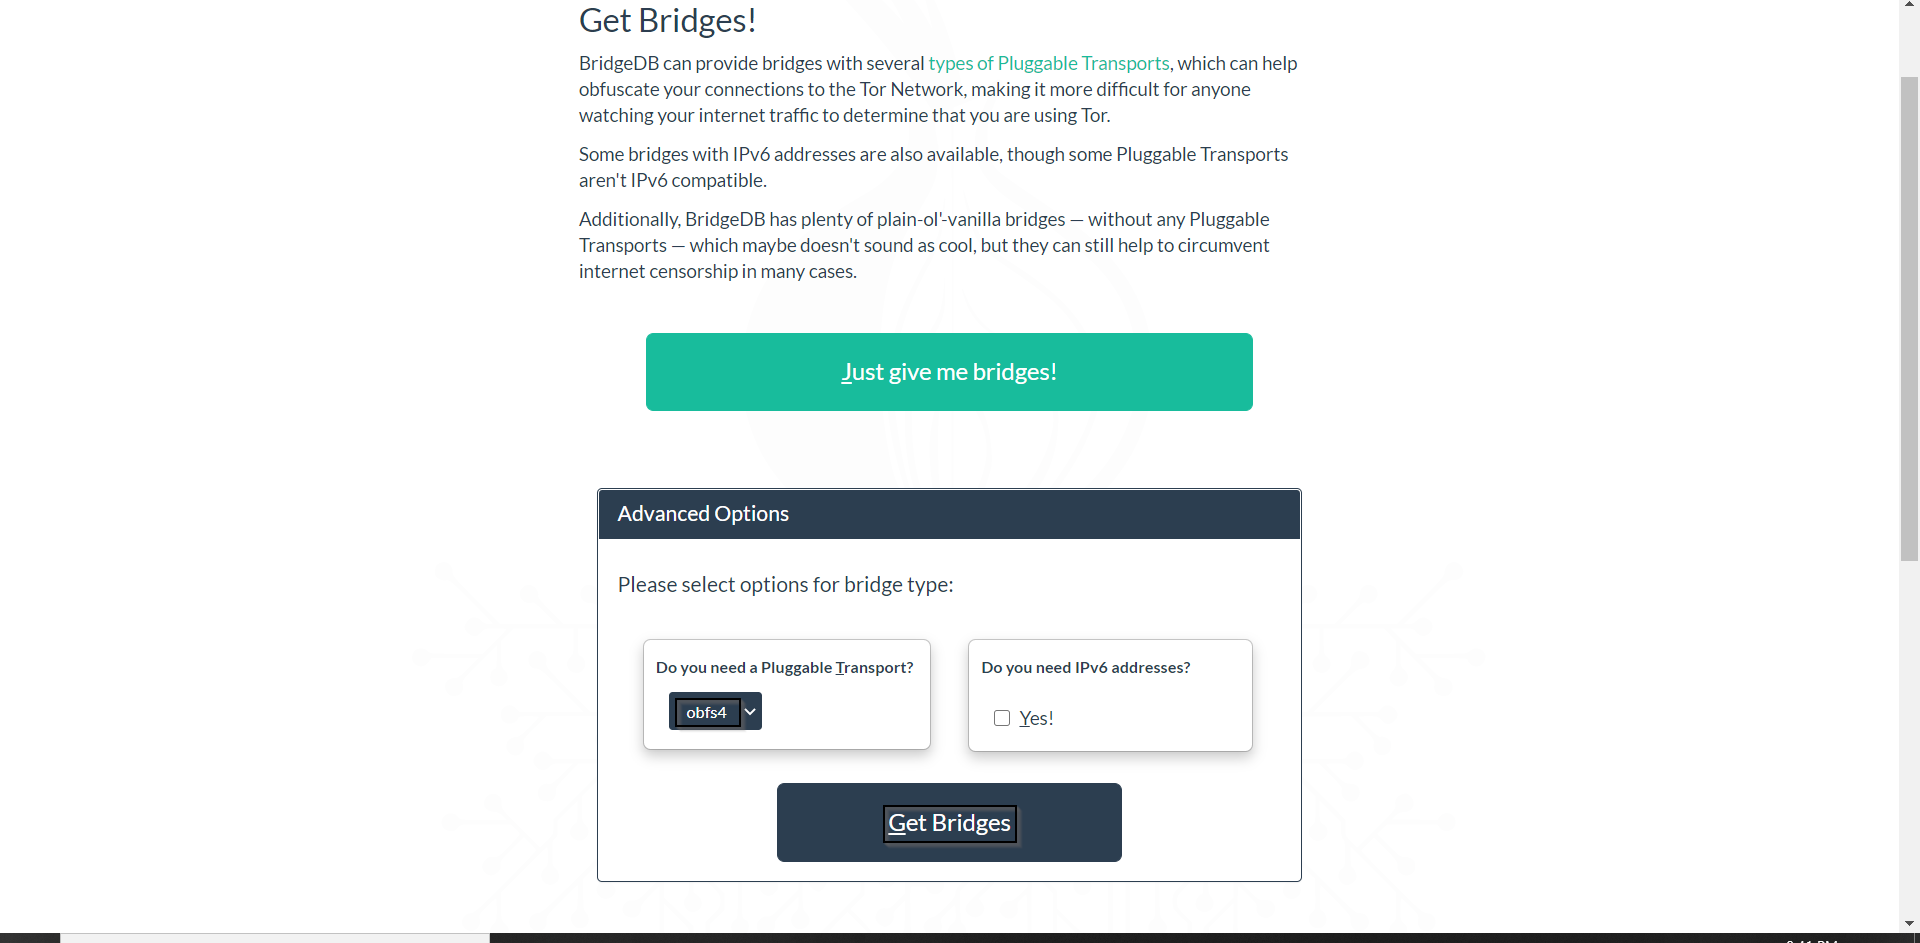 Get Bridges!
BridgeDB can provide bridges with several types of Pluggable Transports, which can help
obfuscate your connections to the Tor Network, making it more difficult for anyone
watching your internet traffic to determine that you are using Tor.
Some bridges with IPv6 addresses are also available, though some Pluggable Transports
aren't IPv6 compatible.
Additionally, BridgeDB has plenty of plain-ol'-vanilla bridges — without any Pluggable
Transports — which maybe doesn't sound as cool, but they can still help to circumvent
internet censorship in many cases.
Just give me bridges!
Advanced Options
Please select options for bridge type:
Do you need a Pluggable Transport?
obfs4
Do you need IPv6 addresses?
Yes!
Get Bridges